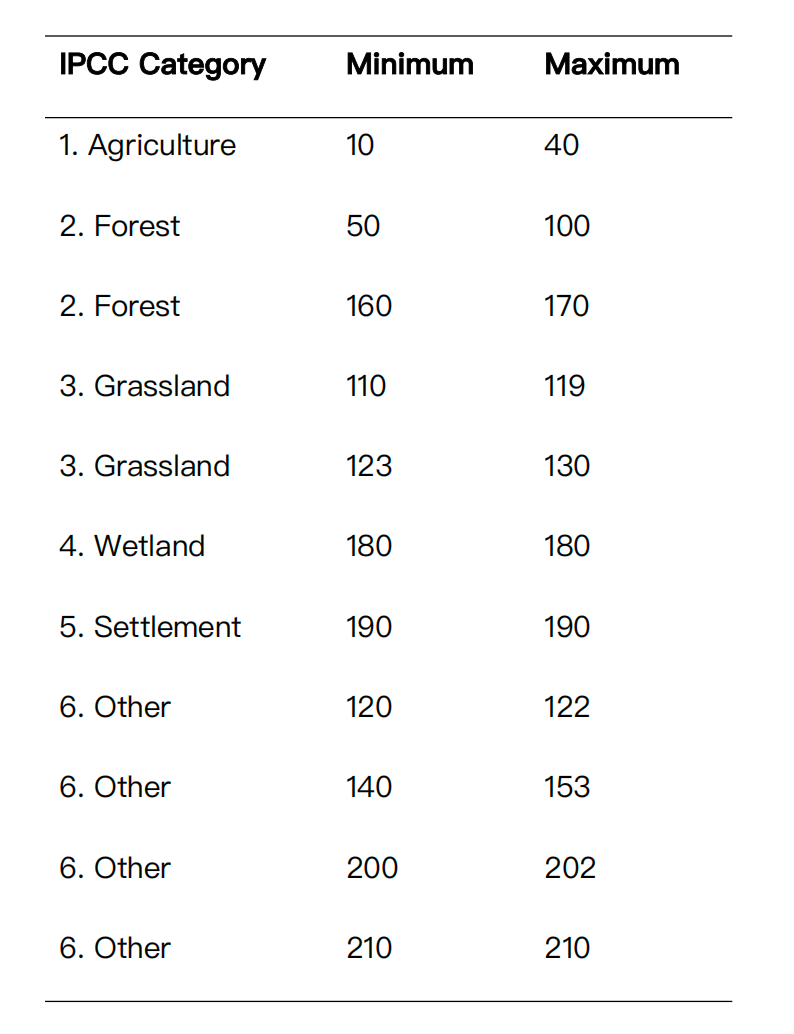 IPCC Category Minimum Maximum
1. Agriculture 10 40
2. Forest 50 100
2. Forest 160 170
3. Grassland 110 119
3. Grassland 123 130
4. Wetland 180 180
5. Settlement 190 190
6. Other 120 122
6. Other 140 153
6. Other 200 202
6. Other 210 210